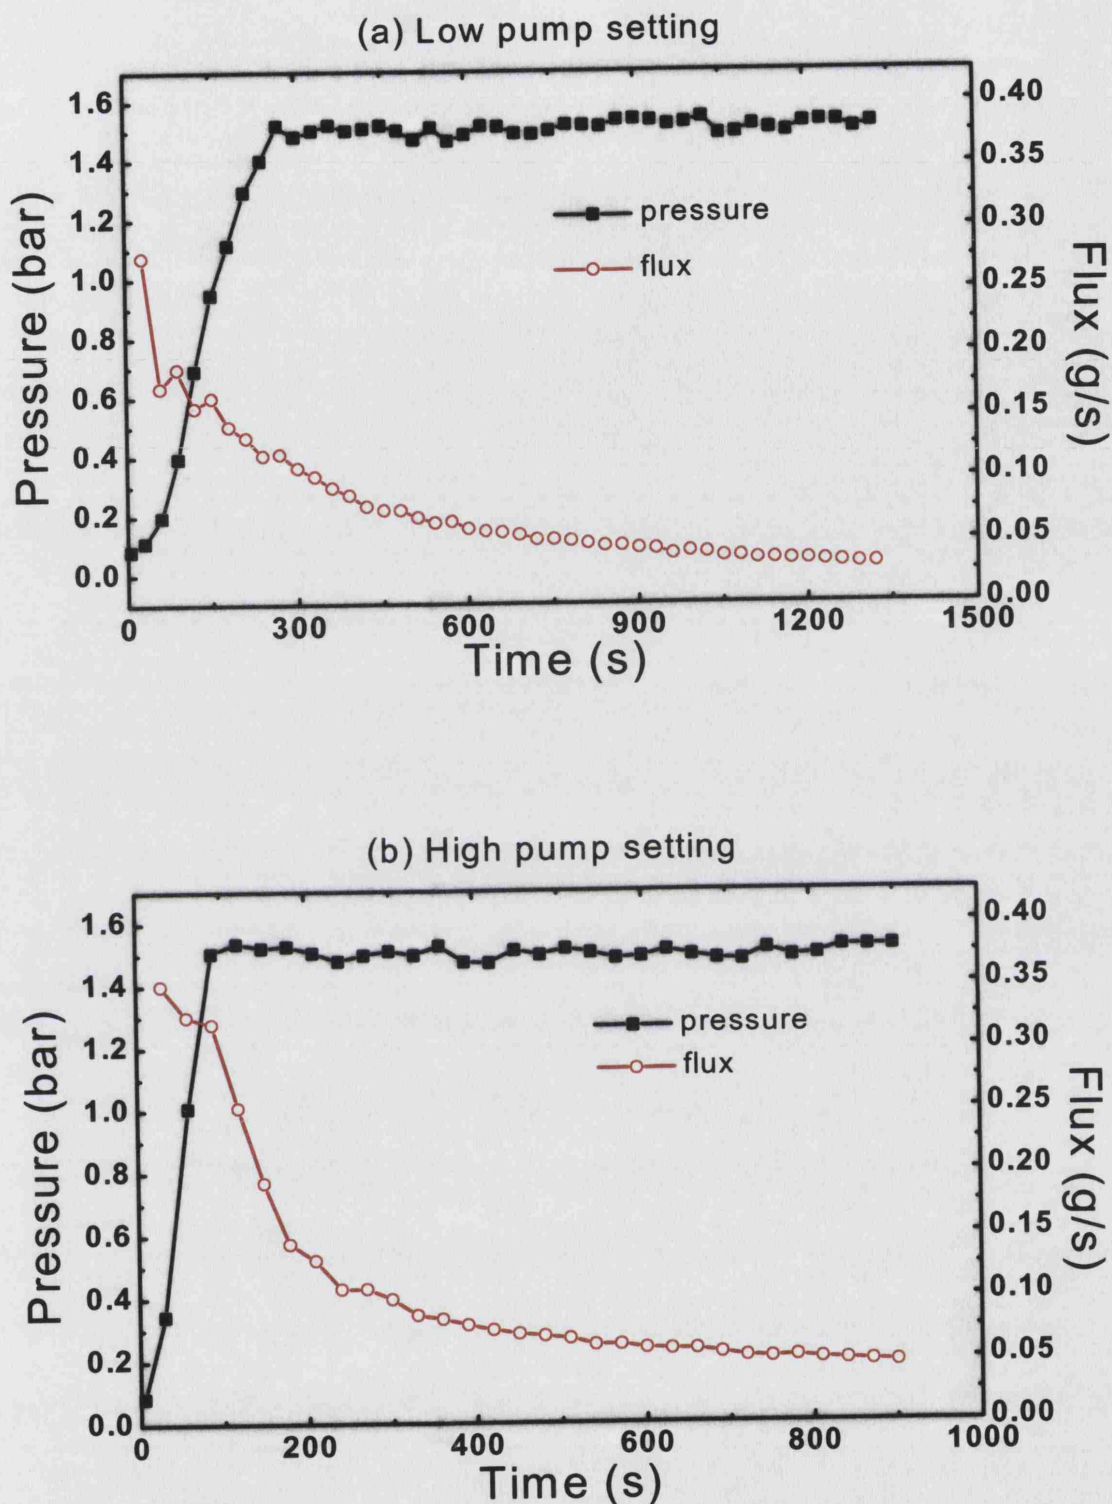 (a) Low pump setting
1.6
1.4
1.2
1.0
0.8
0.6
0.4
0.2
0.0
Pressure (bar)
pressure
flux
0.40
0.35
0.30
0.25
0.20
0.15
0.10
0.05
0.00
Flux (g/s)
0 300 600 900 1200 1500
Time (s)
(b) High pump setting
1.6
1.4
1.2
1.0
0.8
0.6
0.4
0.2
0.0
Pressure (bar)
pressure
flux
0.40
0.35
0.30
0.25
0.20
0.15
0.10
0.05
0.00
Flux (g/s)
0 200 400 600 800 1000
Time (s)